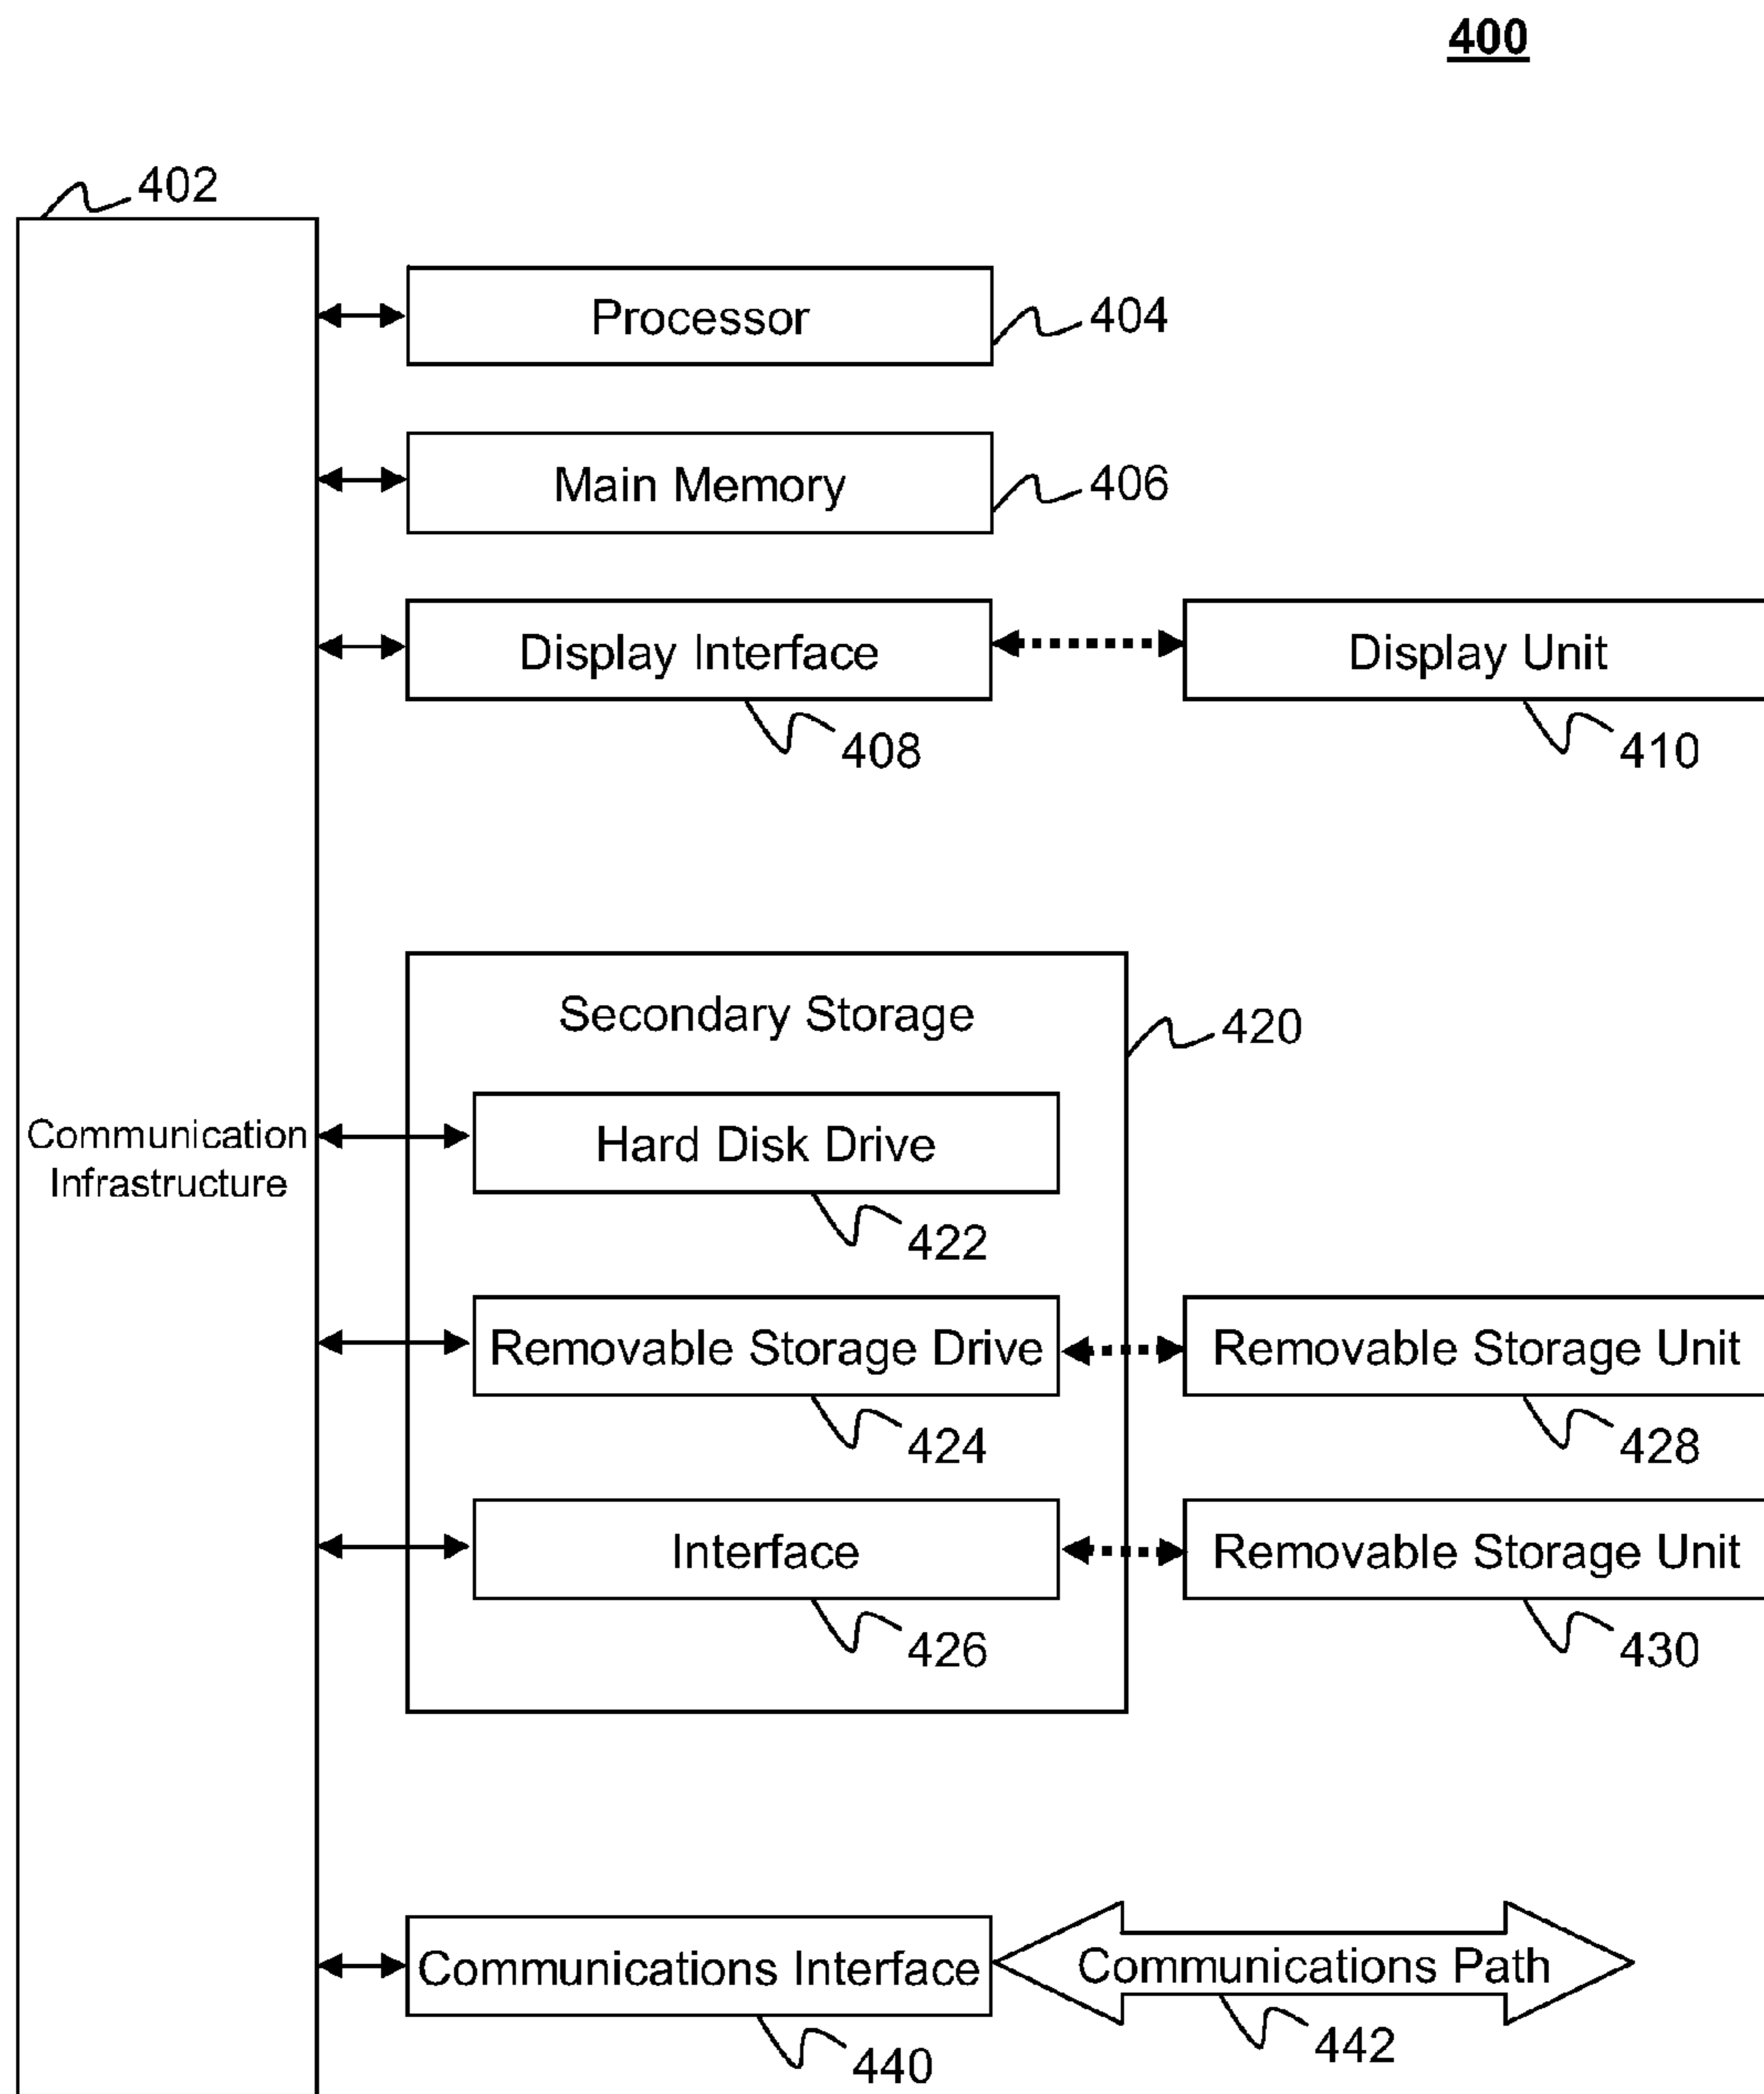 400
402
Processor
404
Main Memory
406
Display Interface
Display Unit
408
410
Secondary Storage
420
Communication
Infrastructure
Hard Disk Drive
422
Removable Storage Drive
Removable Storage Unit
424
428
Interface
Removable Storage Unit
426
430
Communications Interface
Communications Path
440
442